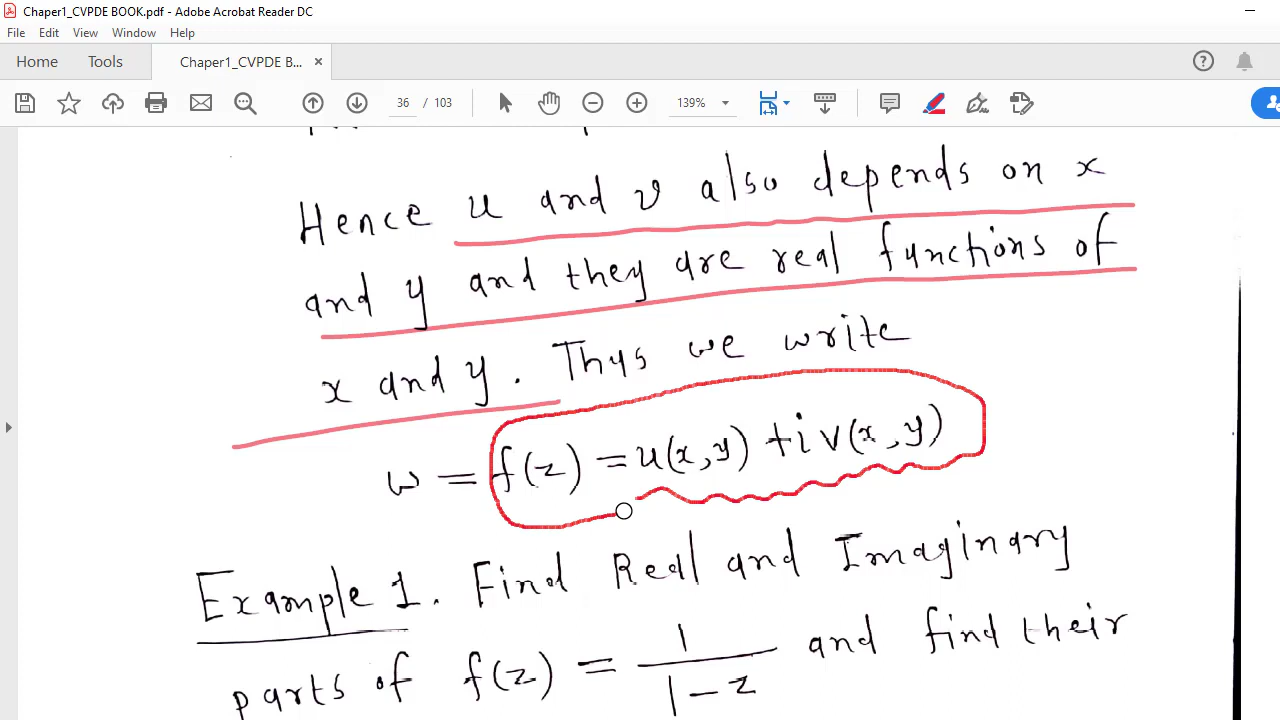 Chaper1_CVPDE BOOK.pdf - Adobe Acrobat Reader DC
File Edit View Window Help
Home Tools Chaper1_CVPDE B... ×
36 / 103 139%
Hence u and v also depends on x
and y and they are real functions of
x and y. Thus we write
w = f(z) = u(x,y) + i v(x,y)
Example 1. Find Real and Imaginary
parts of f(z) = 1/(1-z) and find their